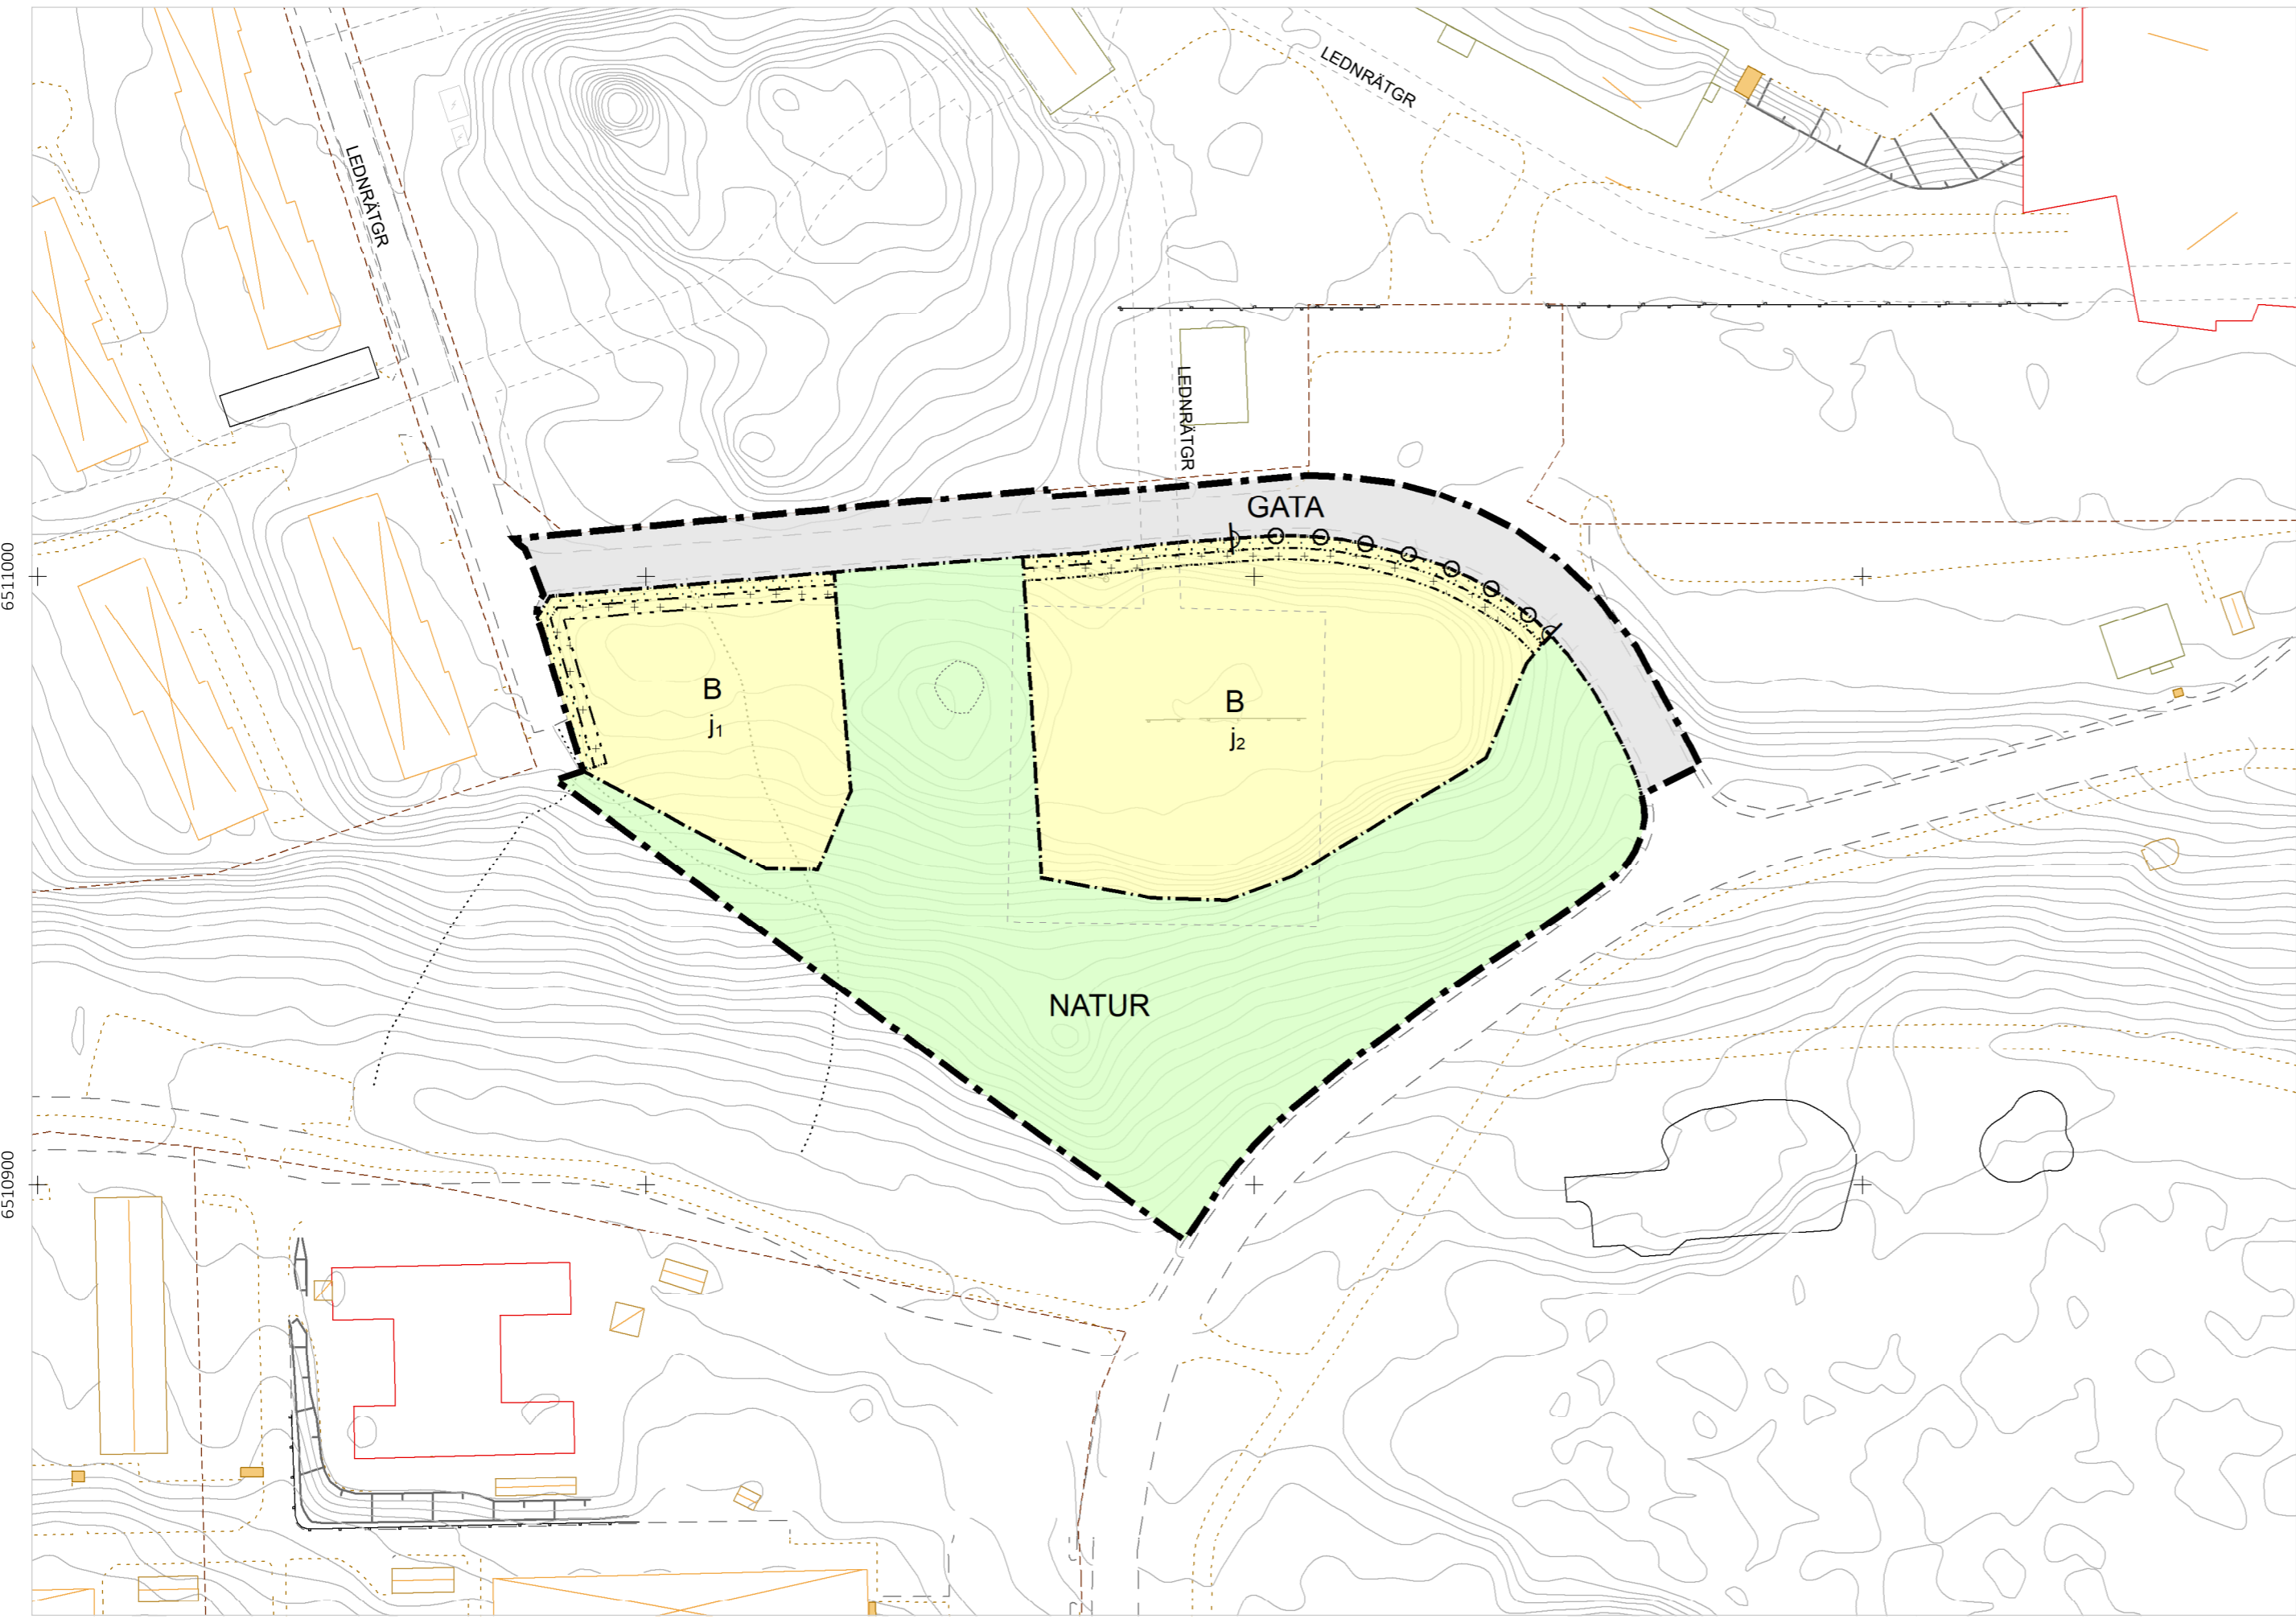 LEDNRÄTGR
LEDNRÄTGR
LEDNRÄTGR
GATA
6511000
B
j₁
B
j₂
NATUR
6510900